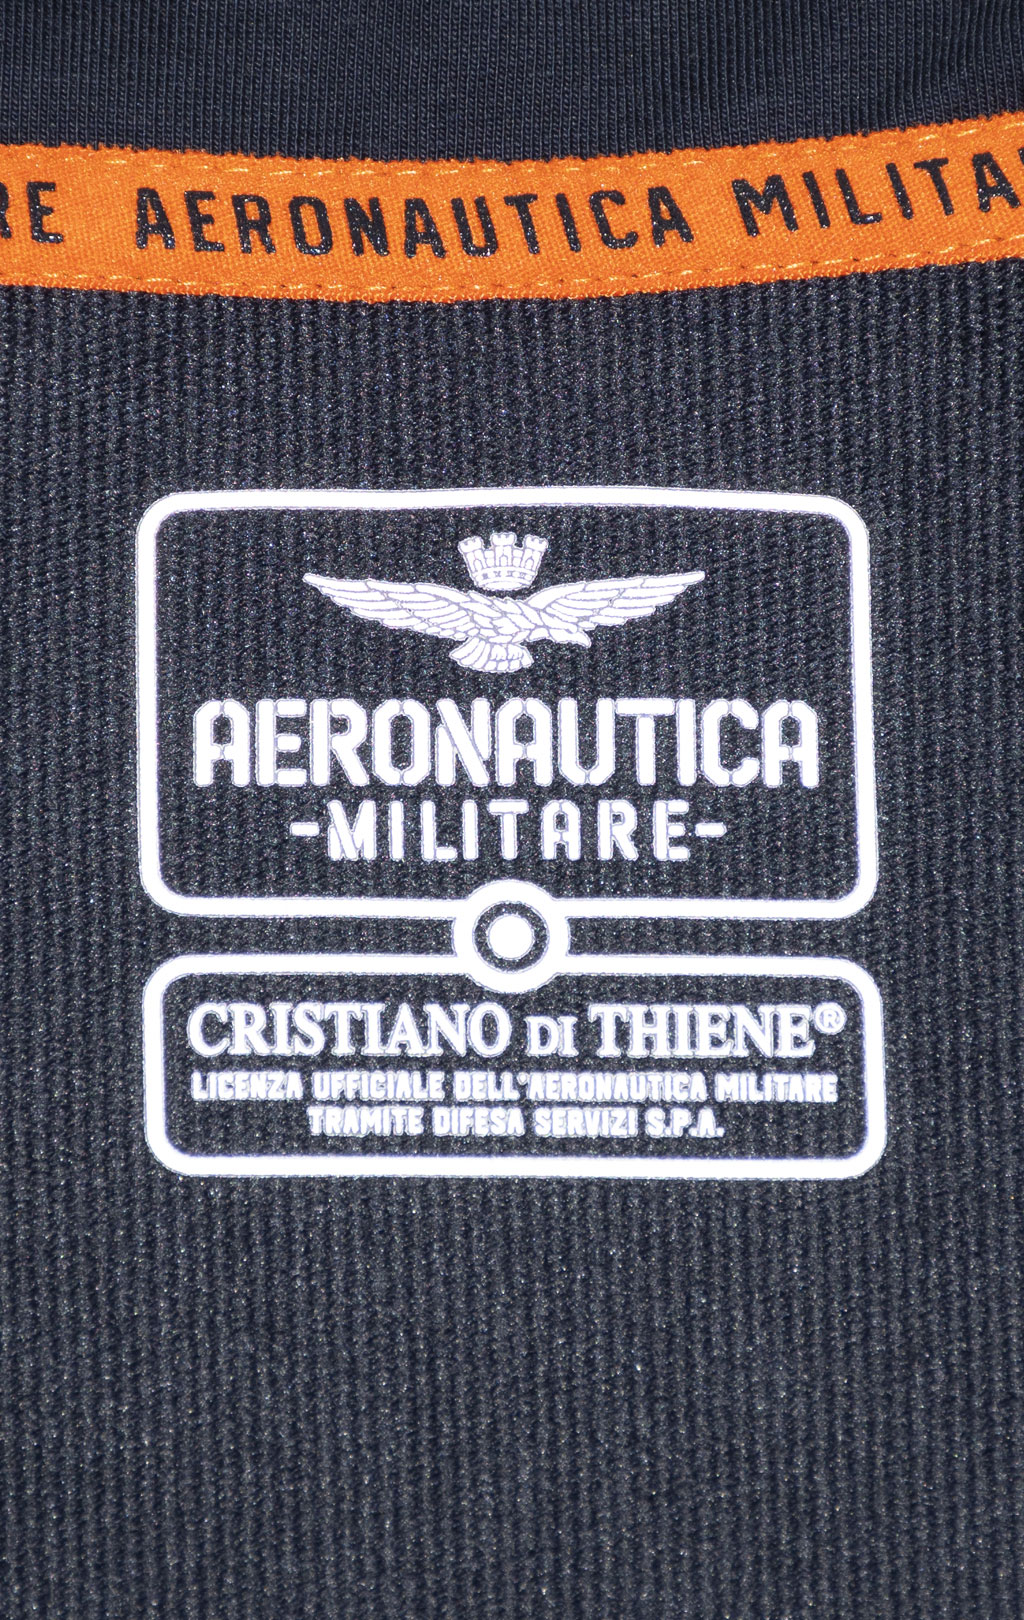 RE AERONAUTICA MILITA
AERONAUTICA
-MILITARE-
CRISTIANO DI THIENE®
LICENZA UFFICIALE DELL'AERONAUTICA MILITARE
TRAMITE DIFESA SERVIZI S.P.A.